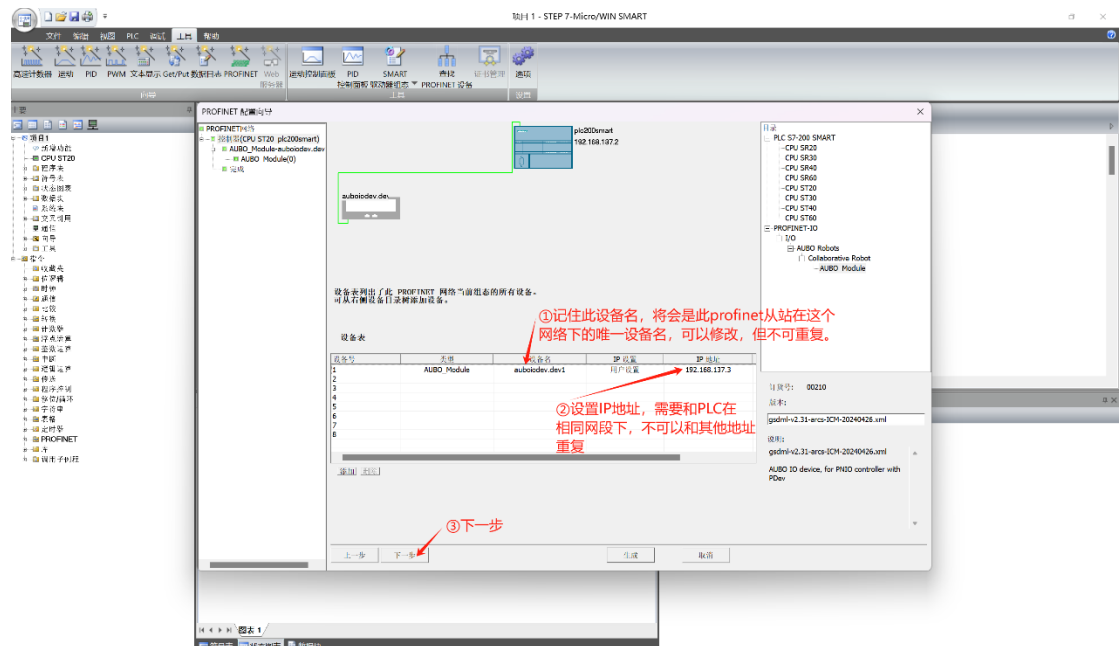 项目 1 - STEP 7-Micro/WIN SMART
文件 编辑 视图 PLC 调试 工具 帮助
高速计数器 运动 PID PWM 文本显示 Get/Put 数据日志 PROFINET Web 运动控制面板 PID SMART 查找 证书管理 选项
服务器 控制面板 驱动器组态 PROFINET 设备
向导 工具 设置
主要
项目1
新增功能
CPU ST20
程序块
符号表
状态图表
数据块
系统块
交叉引用
通信
向导
工具
指令
收藏夹
位逻辑
时钟
通信
比较
转换
计数器
浮点运算
整数运算
中断
逻辑运算
传送
程序控制
移位/循环
字符串
表格
定时器
PROFINET
库
调用子例程
PROFINET 配置向导
PROFINET网络
控制器(CPU ST20 plc200smart)
AUBO_Module-auboiodev.dev
AUBO Module(0)
完成
plc200smart
192.168.137.2
auboiodev.dev...
设备表列出了此 PROFINET 网络当前组态的所有设备。
可从右侧设备目录树添加设备。
①记住此设备名，将会是此profinet从站在这个
网络下的唯一设备名，可以修改，但不可重复。
设备表
设备号 类型 设备名 IP 设置 IP 地址
1 AUBO_Module auboiodev.dev1 用户设置 192.168.137.3
2
3
4
5
6
7
8
②设置IP地址，需要和PLC在
相同网段下，不可以和其他地址
重复
添加 删除
③下一步
上一步 下一步 生成 取消
目录
PLC S7-200 SMART
CPU SR20
CPU SR30
CPU SR40
CPU SR60
CPU ST20
CPU ST30
CPU ST40
CPU ST60
PROFINET-IO
I/O
AUBO Robots
Collaborative Robot
AUBO Module
订货号: 00210
版本:
gsdml-v2.31-arcs-ICM-20240426.xml
说明:
gsdml-v2.31-arcs-ICM-20240426.xml
AUBO IO device, for PNIO controller with
PDev
图表 1